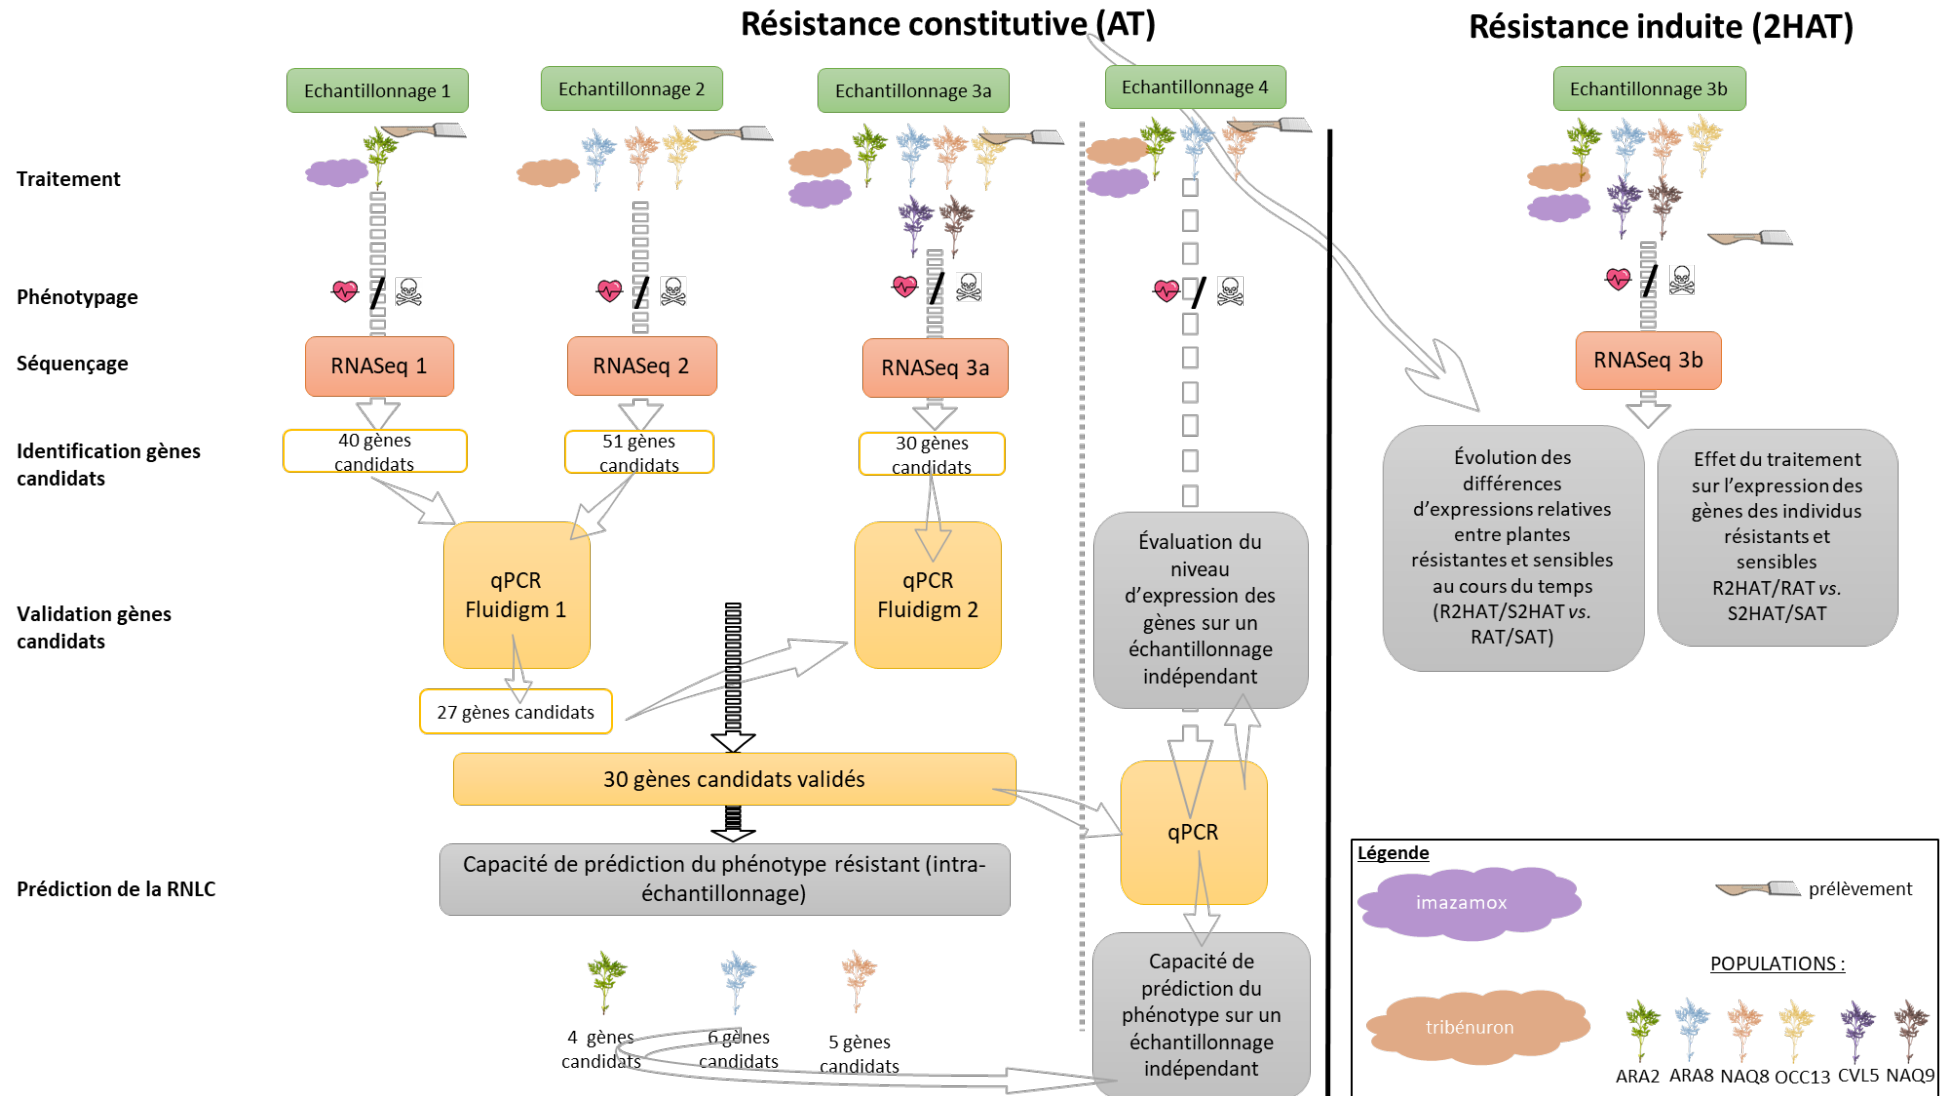 Résistance constitutive (AT)
Résistance induite (2HAT)
Echantillonnage 1
Echantillonnage 2
Echantillonnage 3a
Echantillonnage 4
Echantillonnage 3b
Traitement
Phénotypage
/
/
/
/
/
Séquençage
RNASeq 1
RNASeq 2
RNASeq 3a
RNASeq 3b
Identification gènes
candidats
40 gènes
candidats
51 gènes
candidats
30 gènes
candidats
Évolution des
différences
d'expressions relatives
entre plantes
résistantes et sensibles
au cours du temps
(R2HAT/S2HAT vs.
RAT/SAT)
Effet du traitement
sur l'expression des
gènes des individus
résistants et
sensibles
R2HAT/RAT vs.
S2HAT/SAT
Validation gènes
candidats
qPCR
Fluidigm 1
qPCR
Fluidigm 2
Évaluation du
niveau
d'expression des
gènes sur un
échantillonnage
indépendant
27 gènes candidats
30 gènes candidats validés
qPCR
Prédiction de la RNLC
Capacité de prédiction du phénotype résistant (intra-
échantillonnage)
4 gènes
candidats
6 gènes
candidats
5 gènes
candidats
Capacité de
prédiction du
phénotype sur un
échantillonnage
indépendant
Légende
imazamox
prélèvement
tribénuron
POPULATIONS :
ARA2 ARA8 NAQ8 OCC13 CVL5 NAQ9